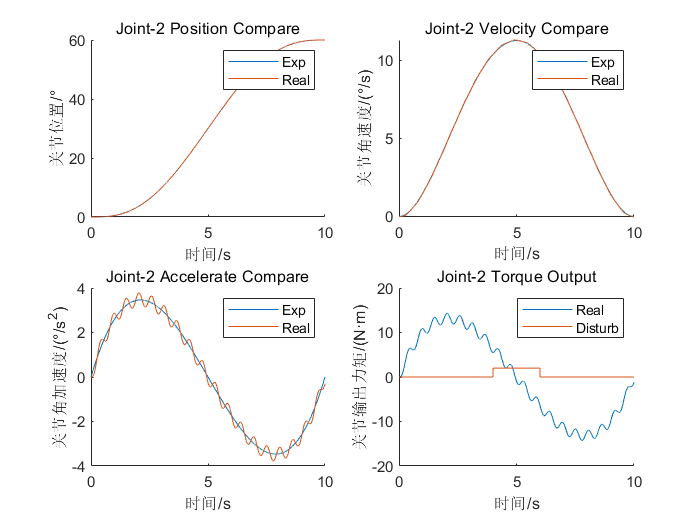 Joint-2 Position Compare
60
40
20
0
关节位置/°
Exp
Real
0
5
10
时间/s
Joint-2 Velocity Compare
10
5
0
关节角速度/(°/s)
Exp
Real
0
5
10
时间/s
Joint-2 Accelerate Compare
4
2
0
-2
-4
关节角加速度/(°/s²)
Exp
Real
0
5
10
时间/s
Joint-2 Torque Output
20
10
0
-10
-20
关节输出力矩/(N·m)
Real
Disturb
0
5
10
时间/s